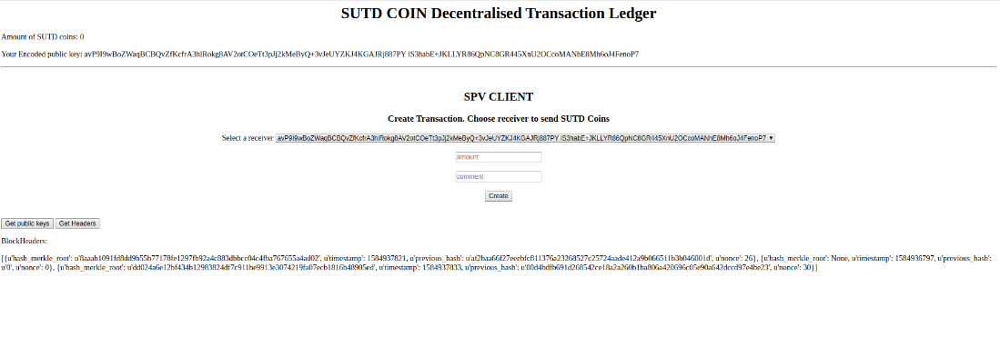 SUTD COIN Decentralised Transaction Ledger
Amount of SUTD coins: 0
Your Encoded public key: avP9I9wBoZWaqBCBQvZfKcfrA3hlRokg8AV2otCOeTt3pJj2kMeByQ+3vJeUYZKJ4KGAJRj887PY iS3habE+JKLLYR86QpNC8GR445XnU2OCcoMANhE8Mh6oJ4FenoP7
SPV CLIENT
Create Transaction. Choose receiver to send SUTD Coins
Select a receiver avP9I9wBoZWaqBCBQvZfKcfrA3hlRokg8AV2otCOeTt3pJj2kMeByQ+3vJeUYZKJ4KGAJRj887PY iS3habE+JKLLYR86QpNC8GR445XnU2OCcoMANhE8Mh6oJ4FenoP7
amount
comment
Create
Get public keys Get Headers
BlockHeaders:
[{u'hash_merkle_root': u'8aaab1091fd8dd9b55b77178fe1297fb92a4c883dbbcc04c4fba767655a4ad02', u'timestamp': 1584937821, u'previous_hash': u'af2baa66f27eeebfc811376a23268527c25724aade412a9b066511b3b046001d', u'nonce': 26}, {u'hash_merkle_root': None, u'timestamp': 1584936797, u'previous_hash':
u'0', u'nonce': 0}, {u'hash_merkle_root': u'dd024a6e12bf434b12983824df7c911be9913e3074219fa07ecb1816b48905ed', u'timestamp': 1584937833, u'previous_hash': u'00d4bdfb691d268542ce18a2a260b1ba806a420696c05e90a642dccd97e4be23', u'nonce': 30}]